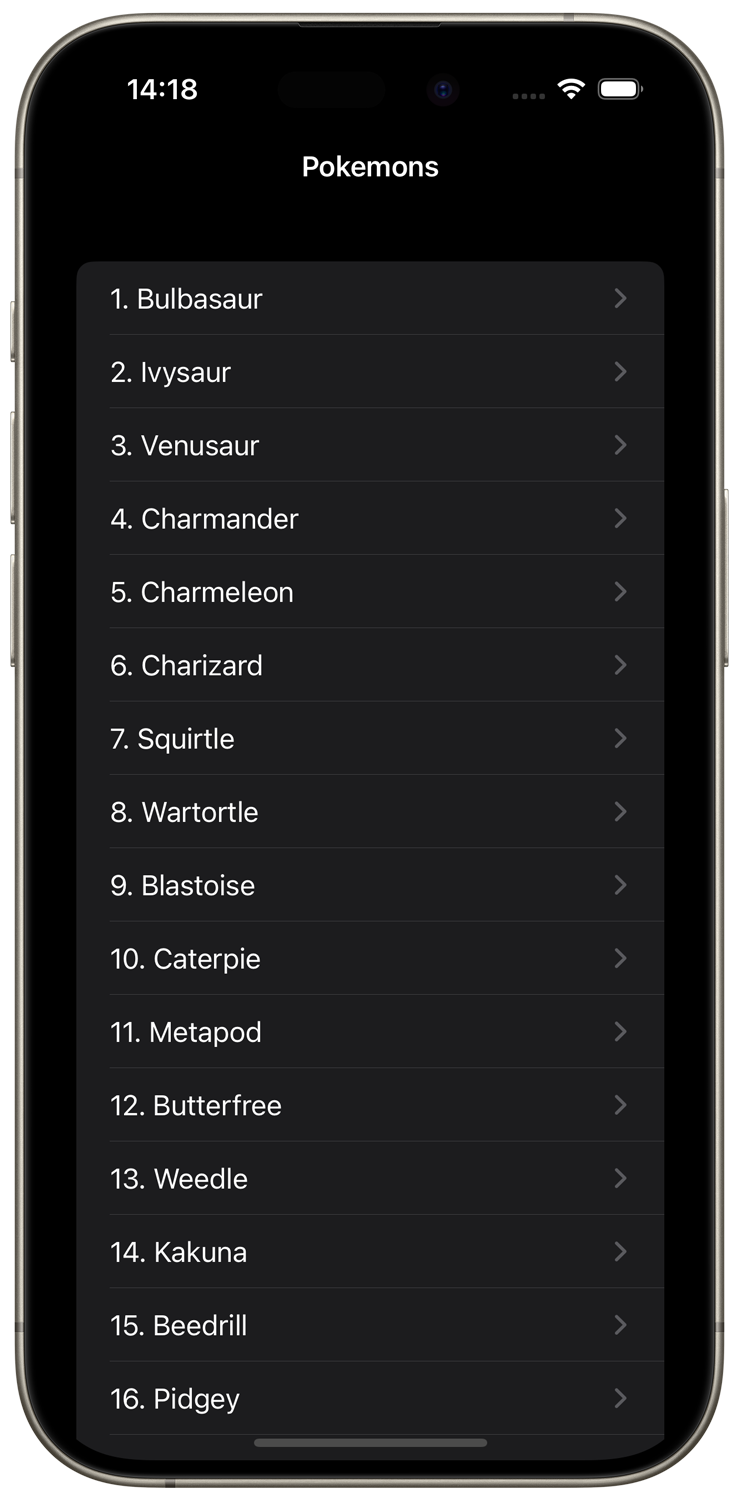 14:18
Pokemons
1. Bulbasaur
2. Ivysaur
3. Venusaur
4. Charmander
5. Charmeleon
6. Charizard
7. Squirtle
8. Wartortle
9. Blastoise
10. Caterpie
11. Metapod
12. Butterfree
13. Weedle
14. Kakuna
15. Beedrill
16. Pidgey